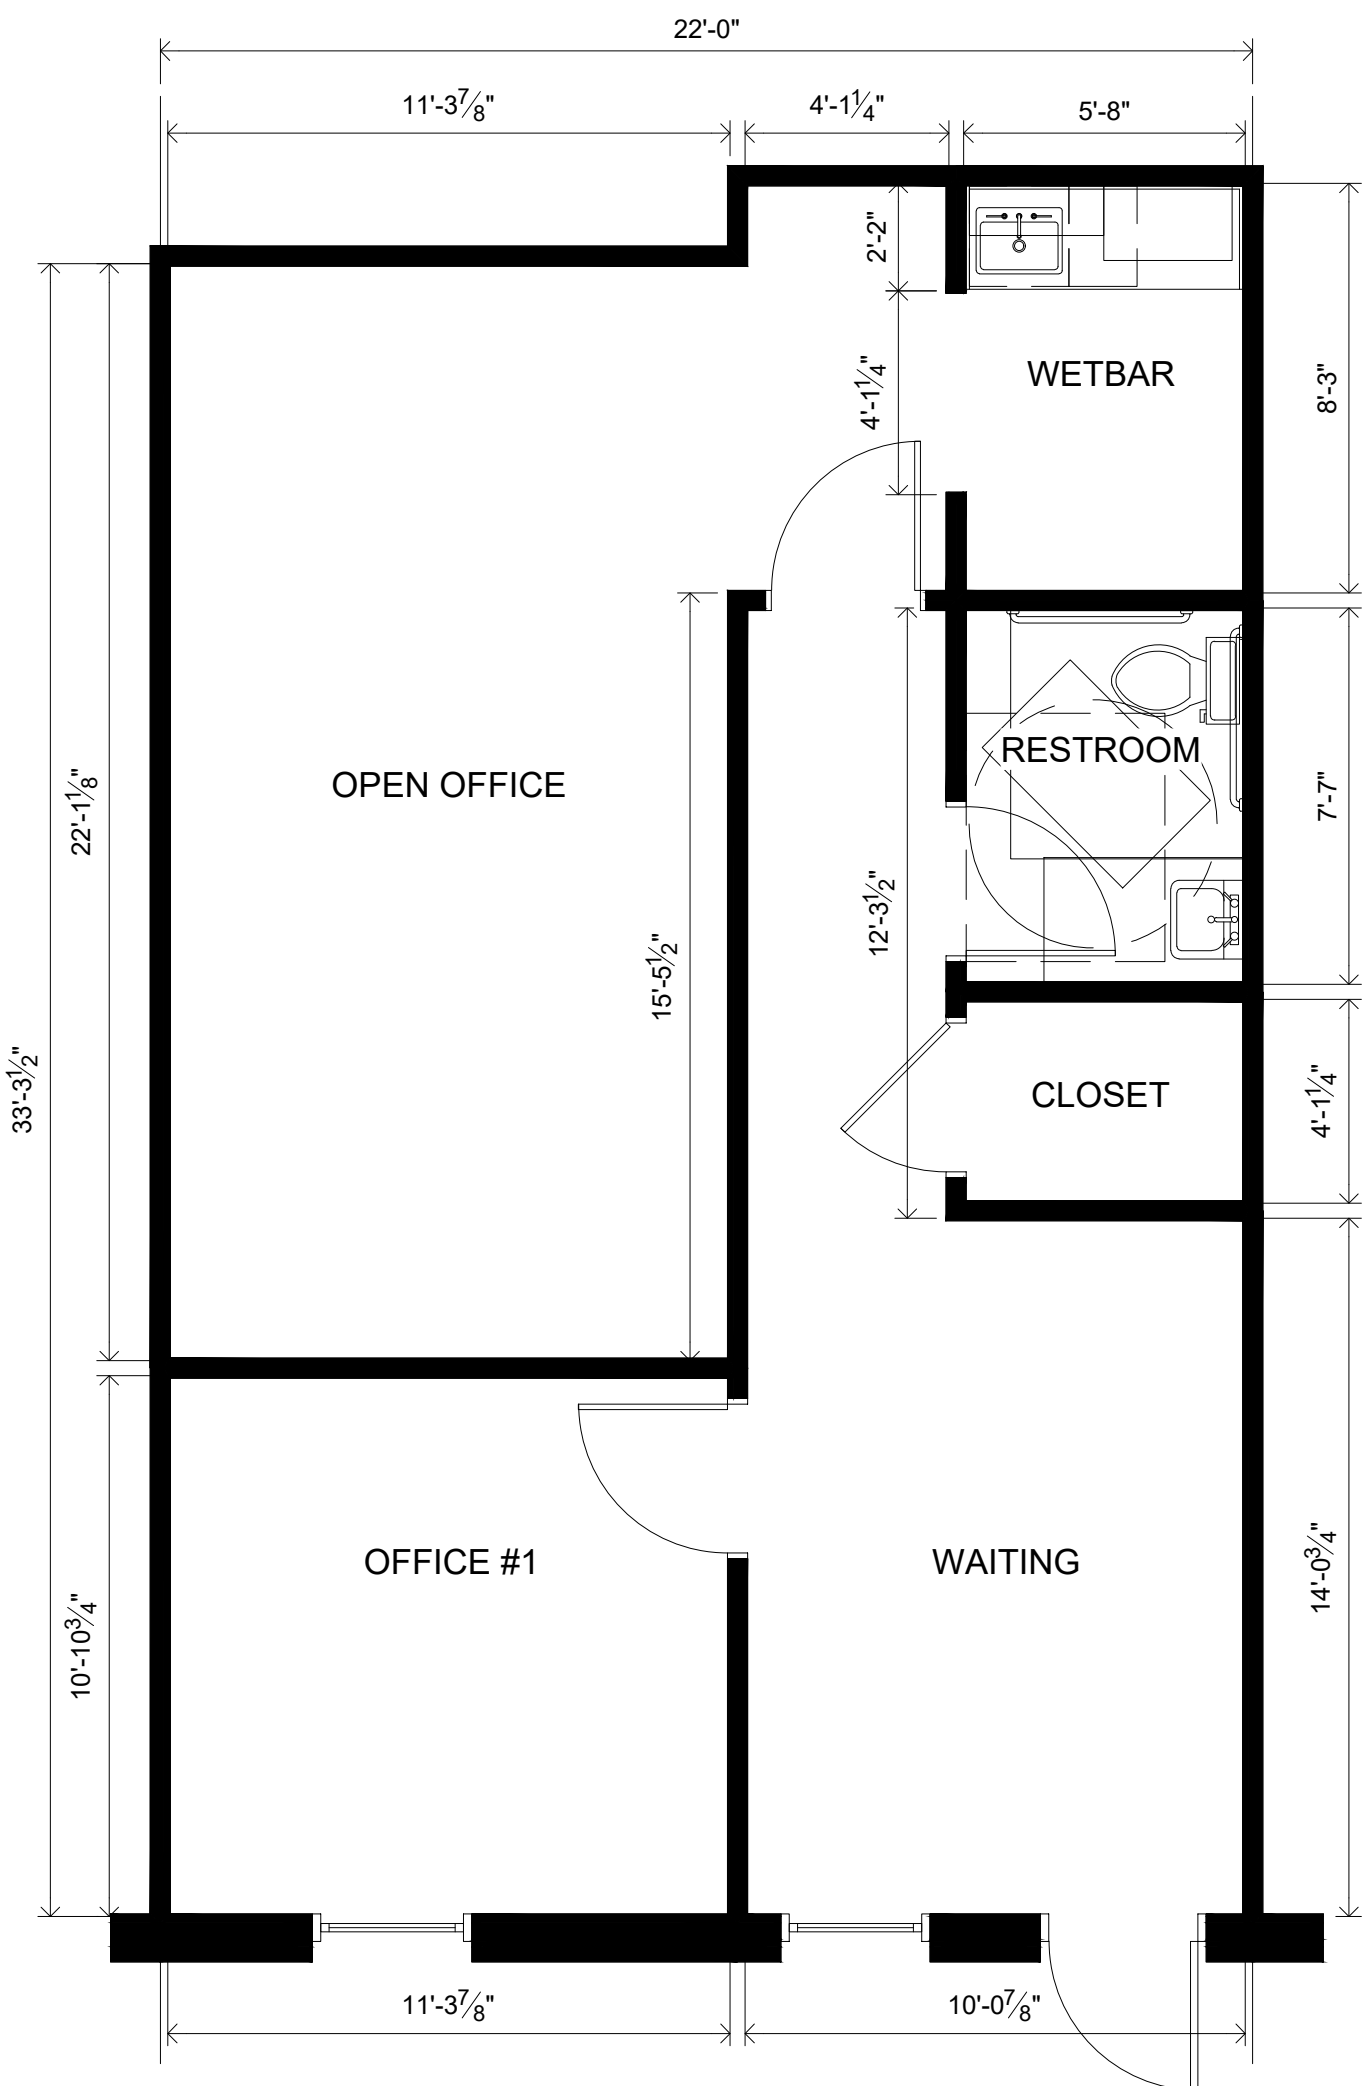 22'-0"
11'-3⅞"
4'-1¼"
5'-8"
2'-2"
4'-1¼"
WETBAR
8'-3"
RESTROOM
OPEN OFFICE
22'-1⅛"
7'-7"
12'-3½"
15'-5½"
33'-3½"
CLOSET
4'-1¼"
OFFICE #1
WAITING
14'-0¾"
10'-10¾"
11'-3⅞"
10'-0⅞"